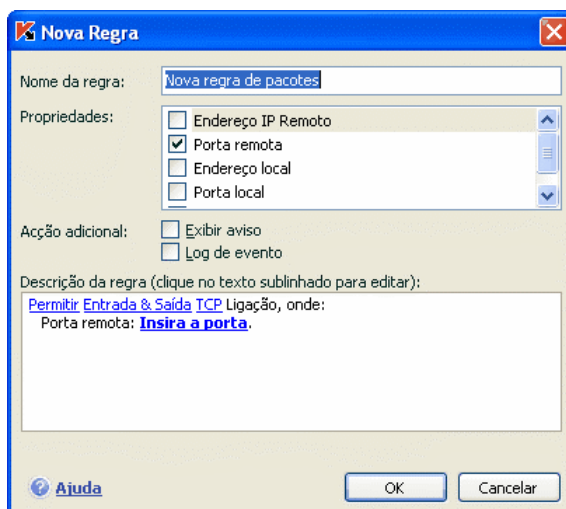 Nova Regra
Nome da regra: Nova regra de pacotes
Propriedades:
Endereço IP Remoto
Porta remota
Endereço local
Porta local
Acção adicional:
Exibir aviso
Log de evento
Descrição da regra (clique no texto sublinhado para editar):
Permitir Entrada & Saída TCP Ligação, onde:
Porta remota: Insira a porta.
Ajuda
OK
Cancelar